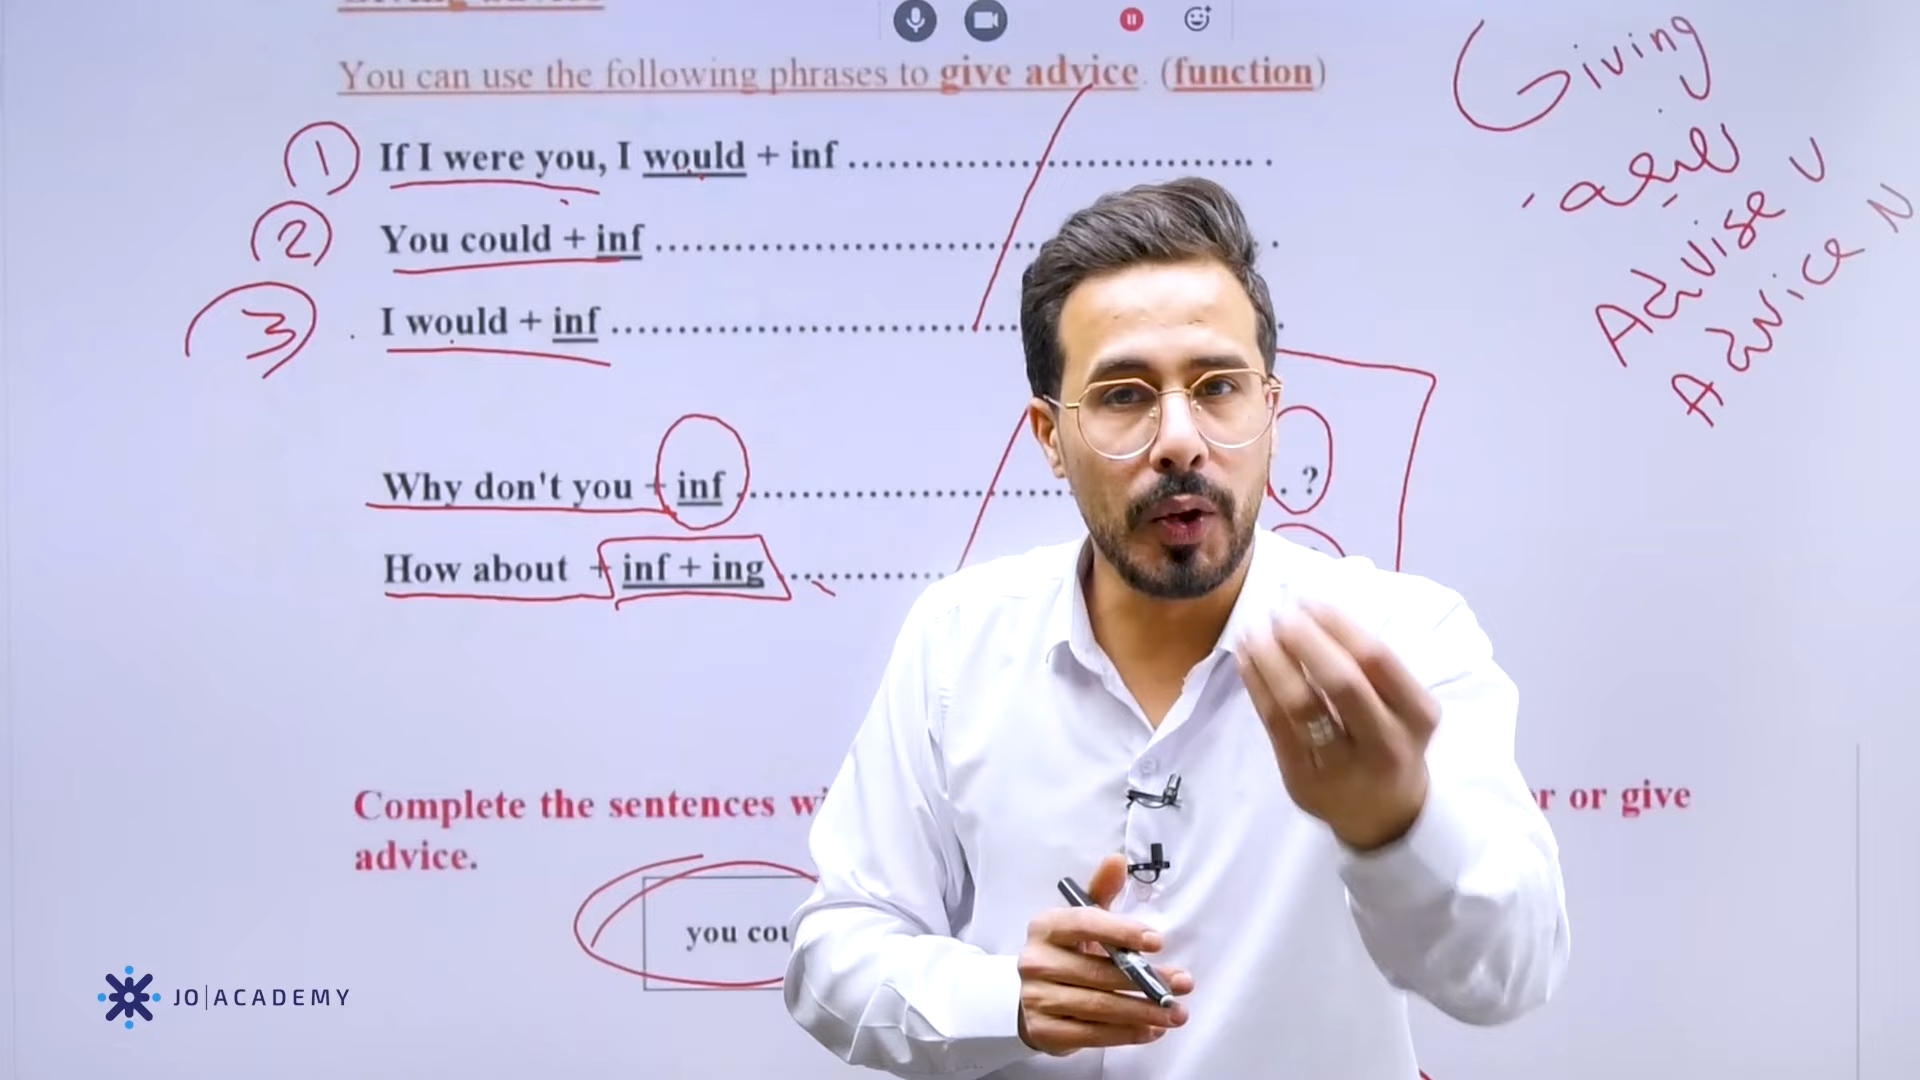 You can use the following phrases to give advice. (function)
1 If I were you, I would + inf ................................ .
2 You could + inf ................................ .
3 I would + inf ................................ .
Why don't you + inf ................................ . ?
How about + inf + ing ................
Complete the sentences
r or give
advice.
you
Giving
Advise V
Advice N
JO|ACADEMY